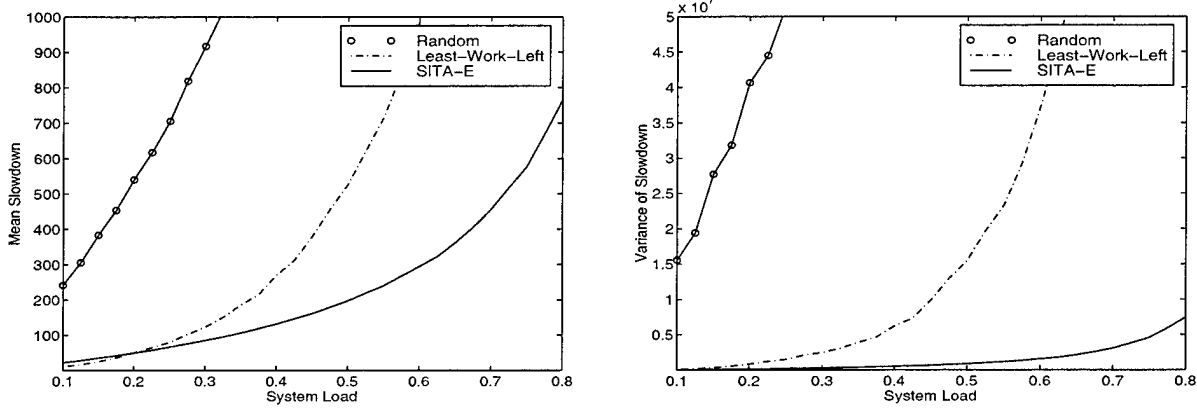 1000
900
800
700
600
500
400
300
200
100
0.1 0.2 0.3 0.4 0.5 0.6 0.7 0.8
System Load
Mean Slowdown
Random
Least-Work-Left
SITA-E
5 x 10
4.5
4
3.5
3
2.5
2
1.5
1
0.5
0.1 0.2 0.3 0.4 0.5 0.6 0.7 0.8
System Load
Variance of Slowdown
Random
Least-Work-Left
SITA-E